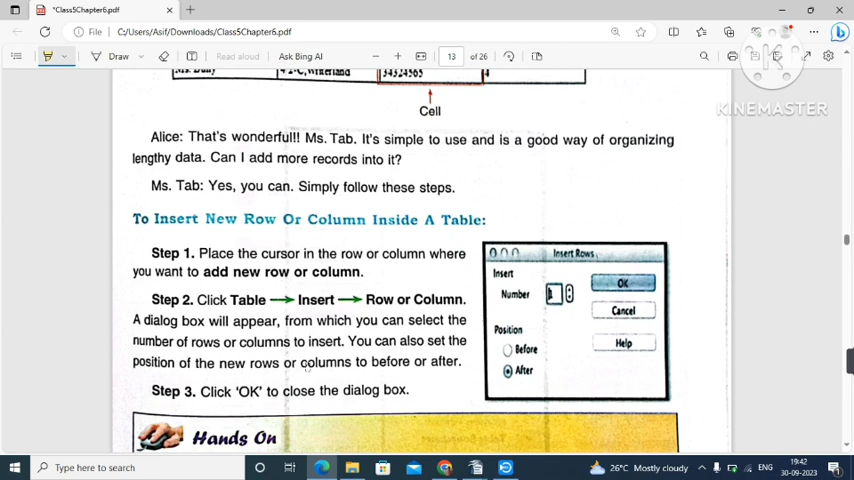 *Class5Chapter6.pdf
File
C:/Users/Asif/Downloads/Class5Chapter6.pdf
Draw
Read aloud
Ask Bing AI
13
of 26
KINEMASTER
Ms. Daily
34324565
4
Cell
Alice: That's wonderful!! Ms. Tab. It's simple to use and is a good way of organizing
lengthy data. Can I add more records into it?
Ms. Tab: Yes, you can. Simply follow these steps.
To Insert New Row Or Column Inside A Table:
Step 1. Place the cursor in the row or column where
you want to add new row or column.
Step 2. Click Table → Insert → Row or Column.
A dialog box will appear, from which you can select the
number of rows or columns to insert. You can also set the
position of the new rows or columns to before or after.
Step 3. Click 'OK' to close the dialog box.
Insert Rows
Insert
Number
OK
Cancel
Help
Position
Before
After
Hands On
Type here to search
26°C Mostly cloudy
ENG
19:42
30-09-2023